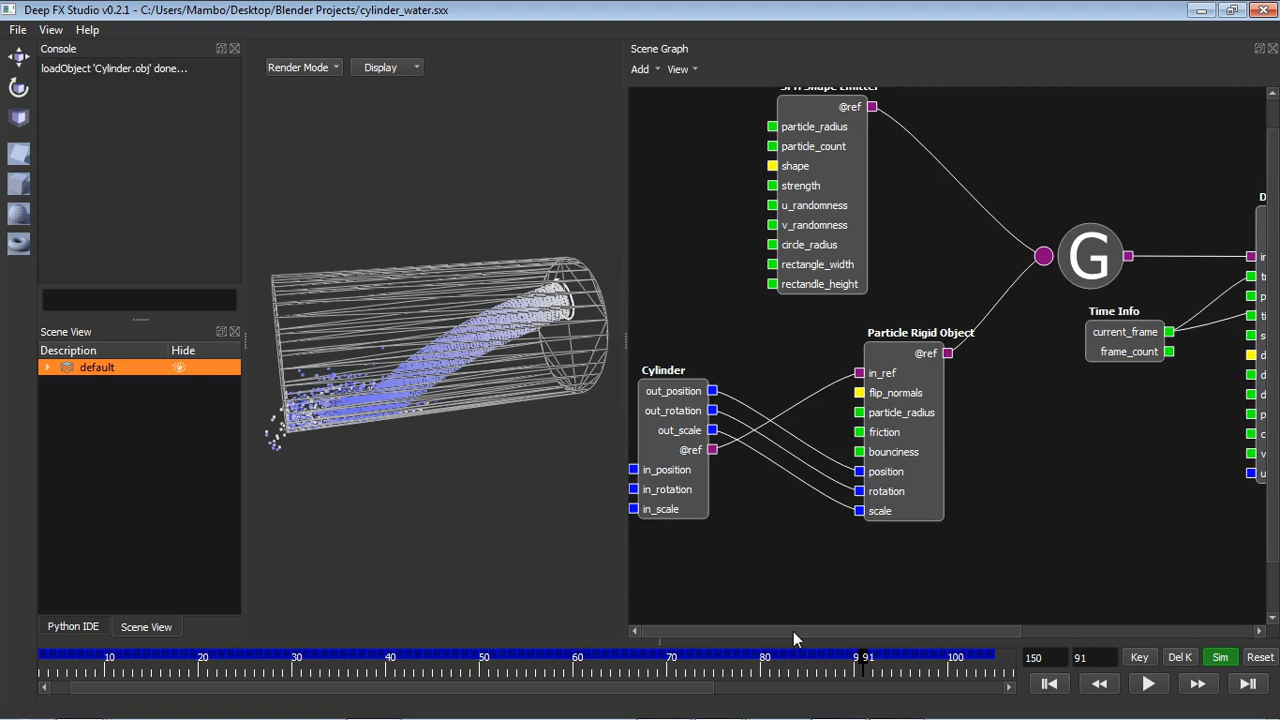 Deep FX Studio v0.2.1 - C:/Users/Mambo/Desktop/Blender Projects/cylinder_water.sxx
File View Help
Console
loadObject 'Cylinder.obj' done...
Render Mode
Display
Scene Graph
Add View
SPH Shape Emitter
@ref
particle_radius
particle_count
shape
strength
u_randomness
v_randomness
circle_radius
rectangle_width
rectandle_height
G
Time Info
current_frame
frame_count
Particle Rigid Object
@ref
in_ref
flip_normals
particle_radius
friction
bounciness
position
rotation
scale
Cylinder
out_position
out_rotation
out_scale
@ref
in_position
in_rotation
in_scale
Scene View
Description Hide
default
Python IDE
Scene View
10 20 30 40 50 60 70 80 91 100
150 91 Key Del K Sim Reset